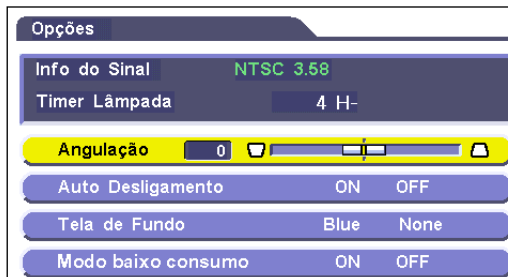 Opções
Info do Sinal NTSC 3.58
Timer Lâmpada 4 H-
Angulação 0
Auto Desligamento ON OFF
Tela de Fundo Blue None
Modo baixo consumo ON OFF